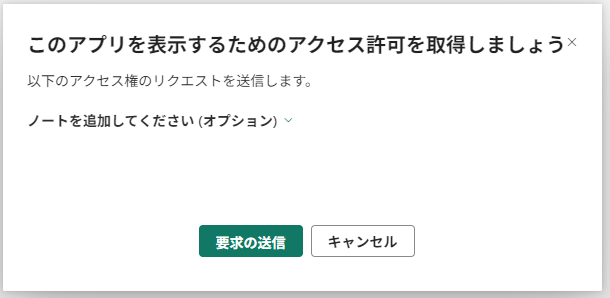 このアプリを表示するためのアクセス許可を取得しましょう
以下のアクセス権のリクエストを送信します。
ノートを追加してください (オプション)
要求の送信
キャンセル